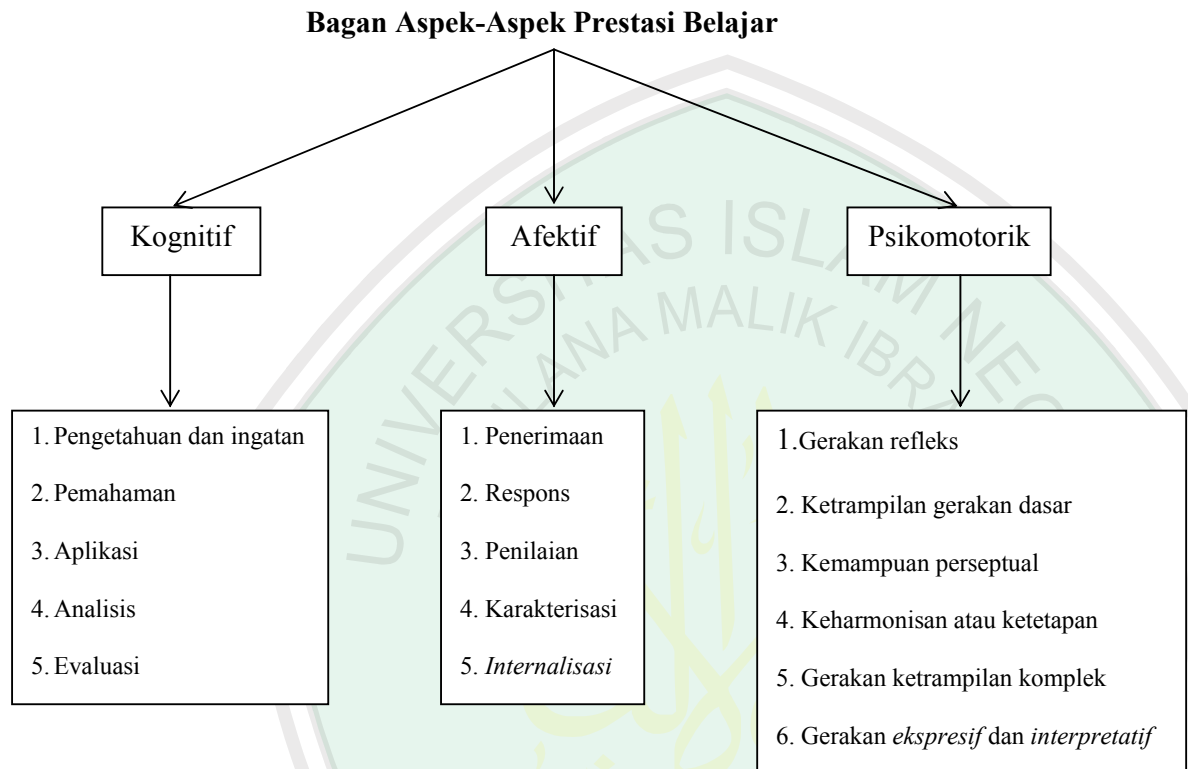 Bagan Aspek-Aspek Prestasi Belajar
Kognitif
Afektif
Psikomotorik
1. Pengetahuan dan ingatan
2. Pemahaman
3. Aplikasi
4. Analisis
5. Evaluasi
1. Penerimaan
2. Respons
3. Penilaian
4. Karakterisasi
5. Internalisasi
1.Gerakan refleks
2. Ketrampilan gerakan dasar
3. Kemampuan perseptual
4. Keharmonisan atau ketetapan
5. Gerakan ketrampilan komplek
6. Gerakan ekspresif dan interpretatif